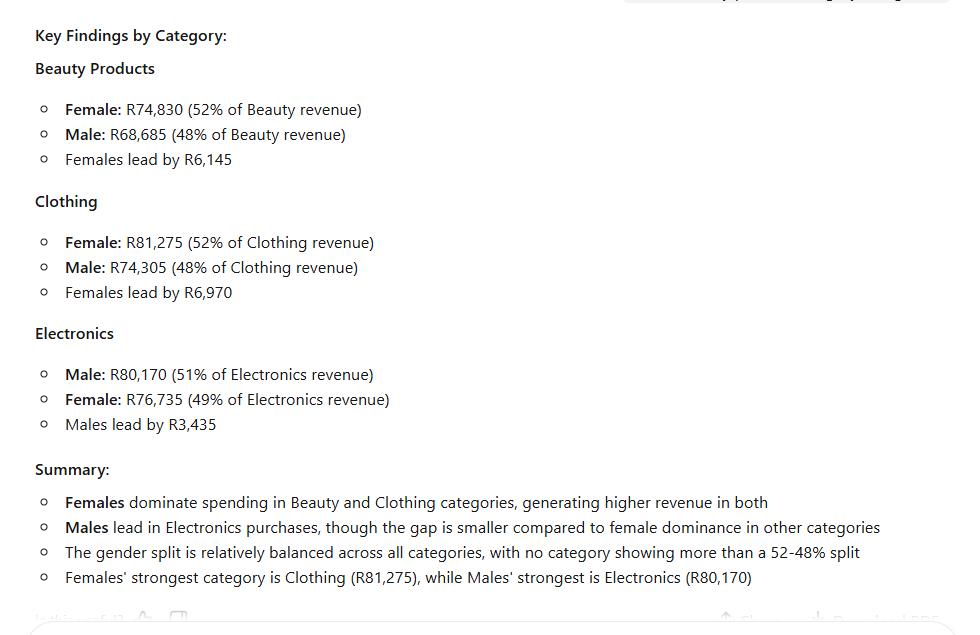 Key Findings by Category:
Beauty Products
Female: R74,830 (52% of Beauty revenue)
Male: R68,685 (48% of Beauty revenue)
Females lead by R6,145
Clothing
Female: R81,275 (52% of Clothing revenue)
Male: R74,305 (48% of Clothing revenue)
Females lead by R6,970
Electronics
Male: R80,170 (51% of Electronics revenue)
Female: R76,735 (49% of Electronics revenue)
Males lead by R3,435
Summary:
Females dominate spending in Beauty and Clothing categories, generating higher revenue in both
Males lead in Electronics purchases, though the gap is smaller compared to female dominance in other categories
The gender split is relatively balanced across all categories, with no category showing more than a 52-48% split
Females' strongest category is Clothing (R81,275), while Males' strongest is Electronics (R80,170)